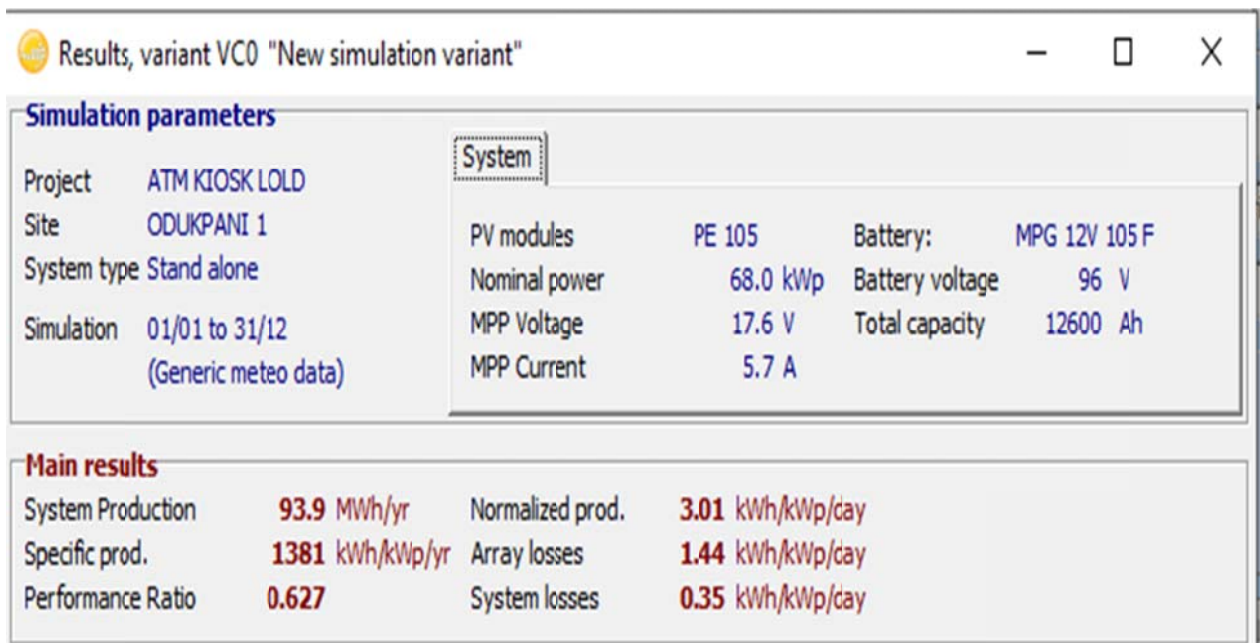 Results, variant VC0 "New simulation variant"
Simulation parameters
Project ATM KIOSK LOLD
Site ODUKPANI 1
System type Stand alone
Simulation 01/01 to 31/12
(Generic meteo data)
System
PV modules PE 105 Battery: MPG 12V 105 F
Nominal power 68.0 kWp Battery voltage 96 V
MPP Voltage 17.6 V Total capacity 12600 Ah
MPP Current 5.7 A
Main results
System Production 93.9 MWh/yr Normalized prod. 3.01 kWh/kWp/day
Specific prod. 1381 kWh/kWp/yr Array losses 1.44 kWh/kWp/day
Performance Ratio 0.627 System losses 0.35 kWh/kWp/day